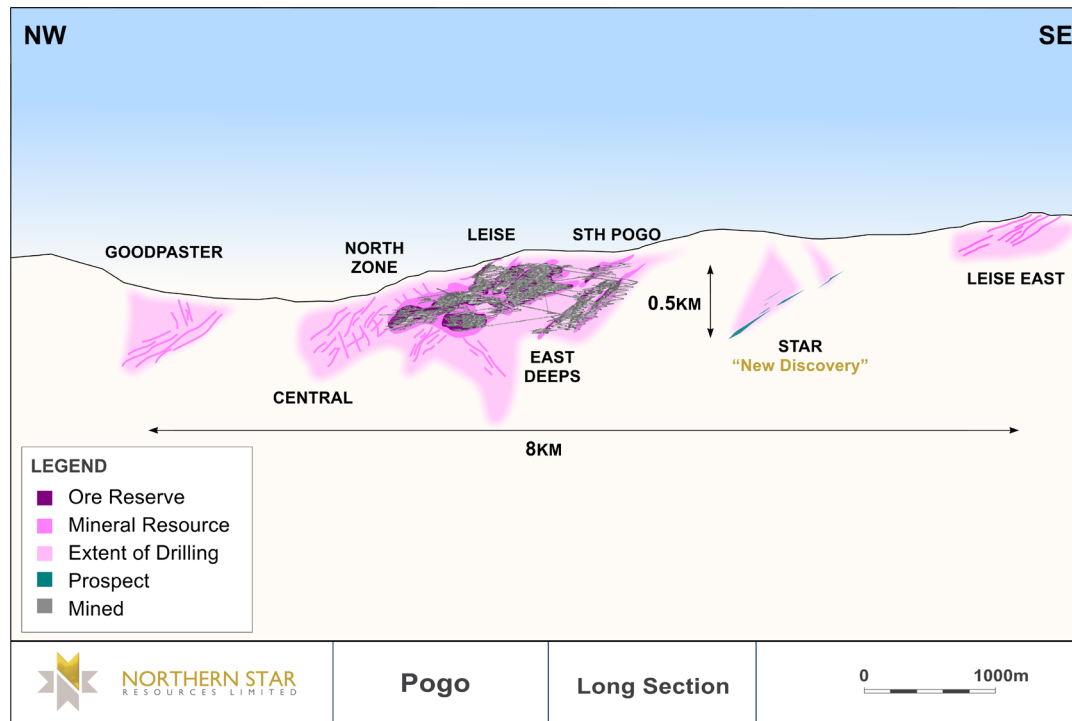 NW
SE
GOODPASTER
NORTH
ZONE
LEISE
STH POGO
LEISE EAST
0.5KM
STAR
"New Discovery"
EAST
DEEPS
CENTRAL
8KM
LEGEND
Ore Reserve
Mineral Resource
Extent of Drilling
Prospect
Mined
NORTHERN STAR
RESOURCES LIMITED
Pogo
Long Section
0 1000m